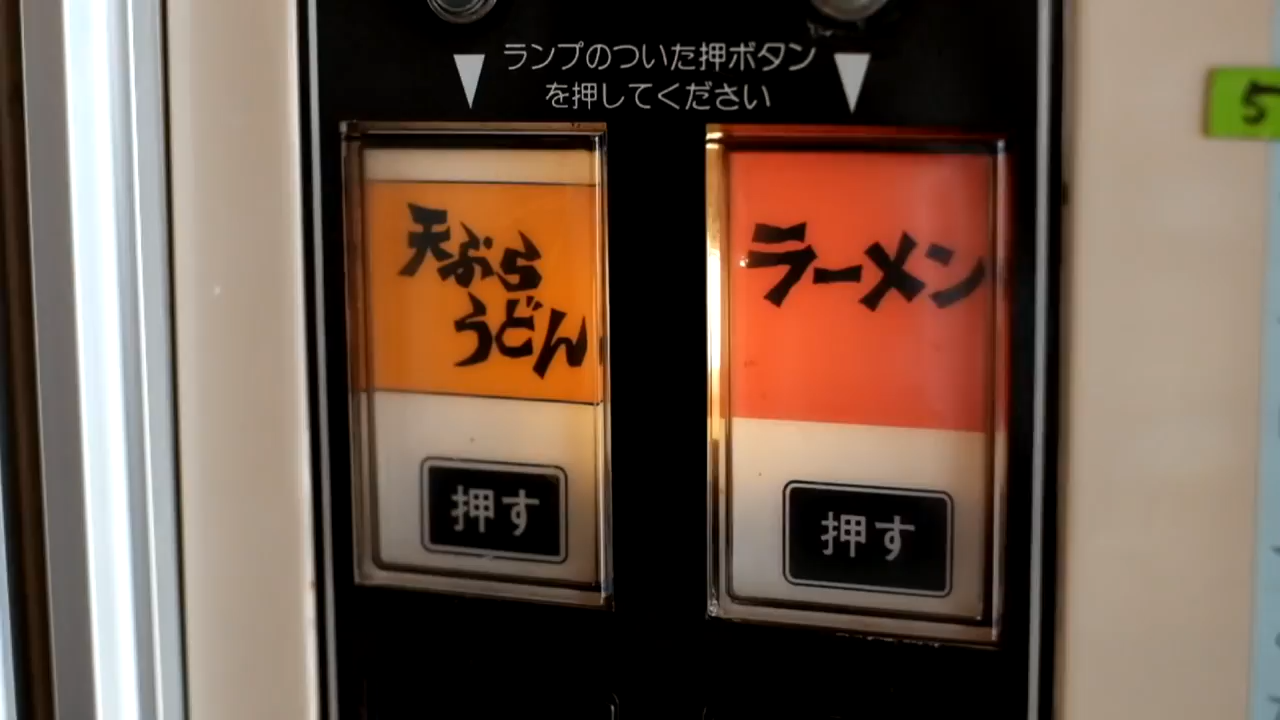 ランプのついた押ボタン
を押してください
天ぷら
うどん
押す
ラーメン
押す
5